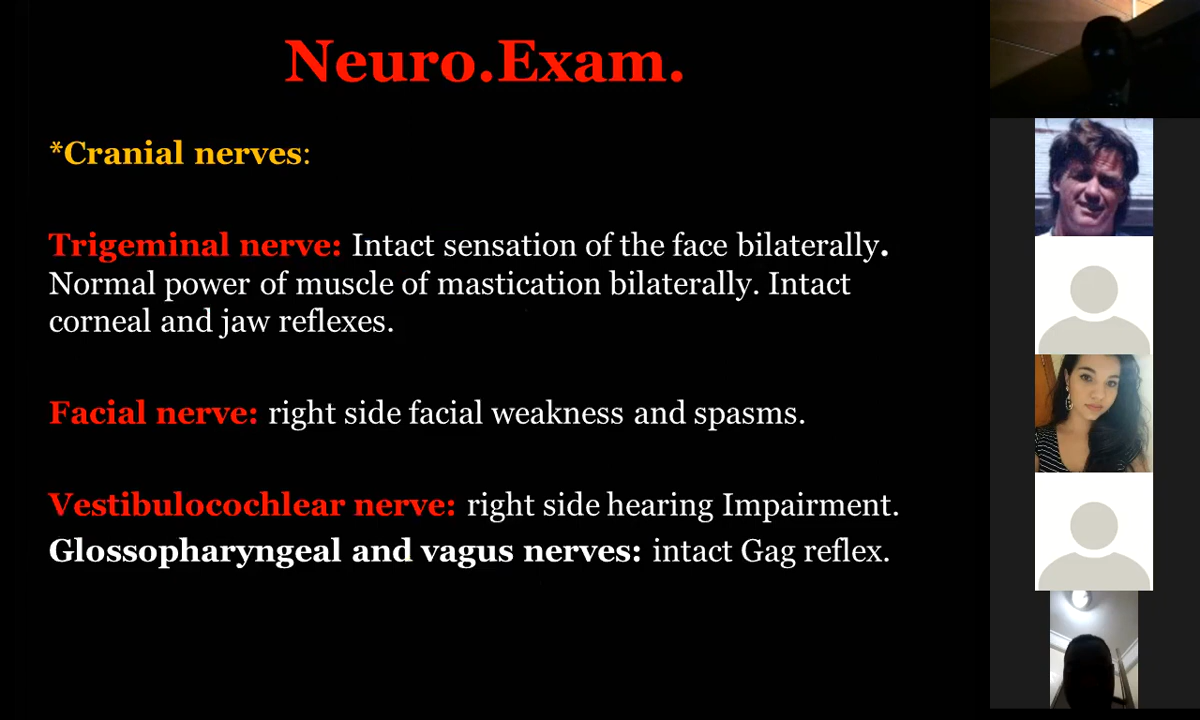 Neuro.Exam.
*Cranial nerves:
Trigeminal nerve: Intact sensation of the face bilaterally.
Normal power of muscle of mastication bilaterally. Intact
corneal and jaw reflexes.
Facial nerve: right side facial weakness and spasms.
Vestibulocochlear nerve: right side hearing Impairment.
Glossopharyngeal and vagus nerves: intact Gag reflex.